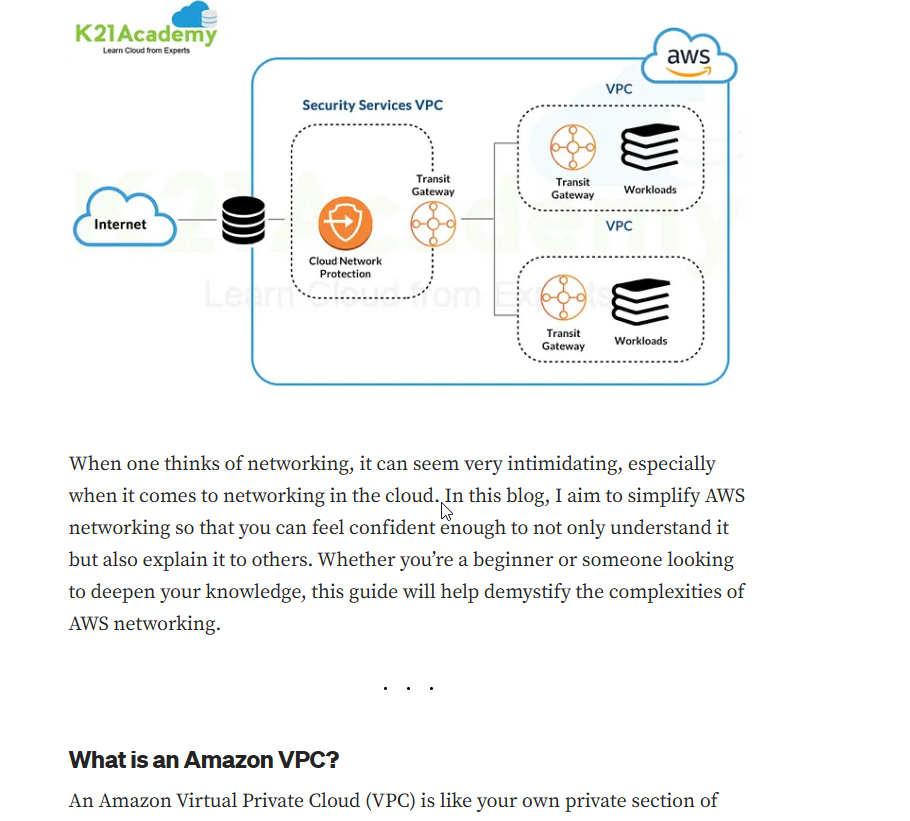 K21Academy
Learn Cloud from Experts
aws
VPC
Security Services VPC
Transit
Gateway
Transit
Gateway
Workloads
Internet
VPC
Cloud Network
Protection
K21Academy
Learn Cloud from Experts
Transit
Gateway
Workloads
When one thinks of networking, it can seem very intimidating, especially
when it comes to networking in the cloud. In this blog, I aim to simplify AWS
networking so that you can feel confident enough to not only understand it
but also explain it to others. Whether you’re a beginner or someone looking
to deepen your knowledge, this guide will help demystify the complexities of
AWS networking.
. . .
What is an Amazon VPC?
An Amazon Virtual Private Cloud (VPC) is like your own private section of